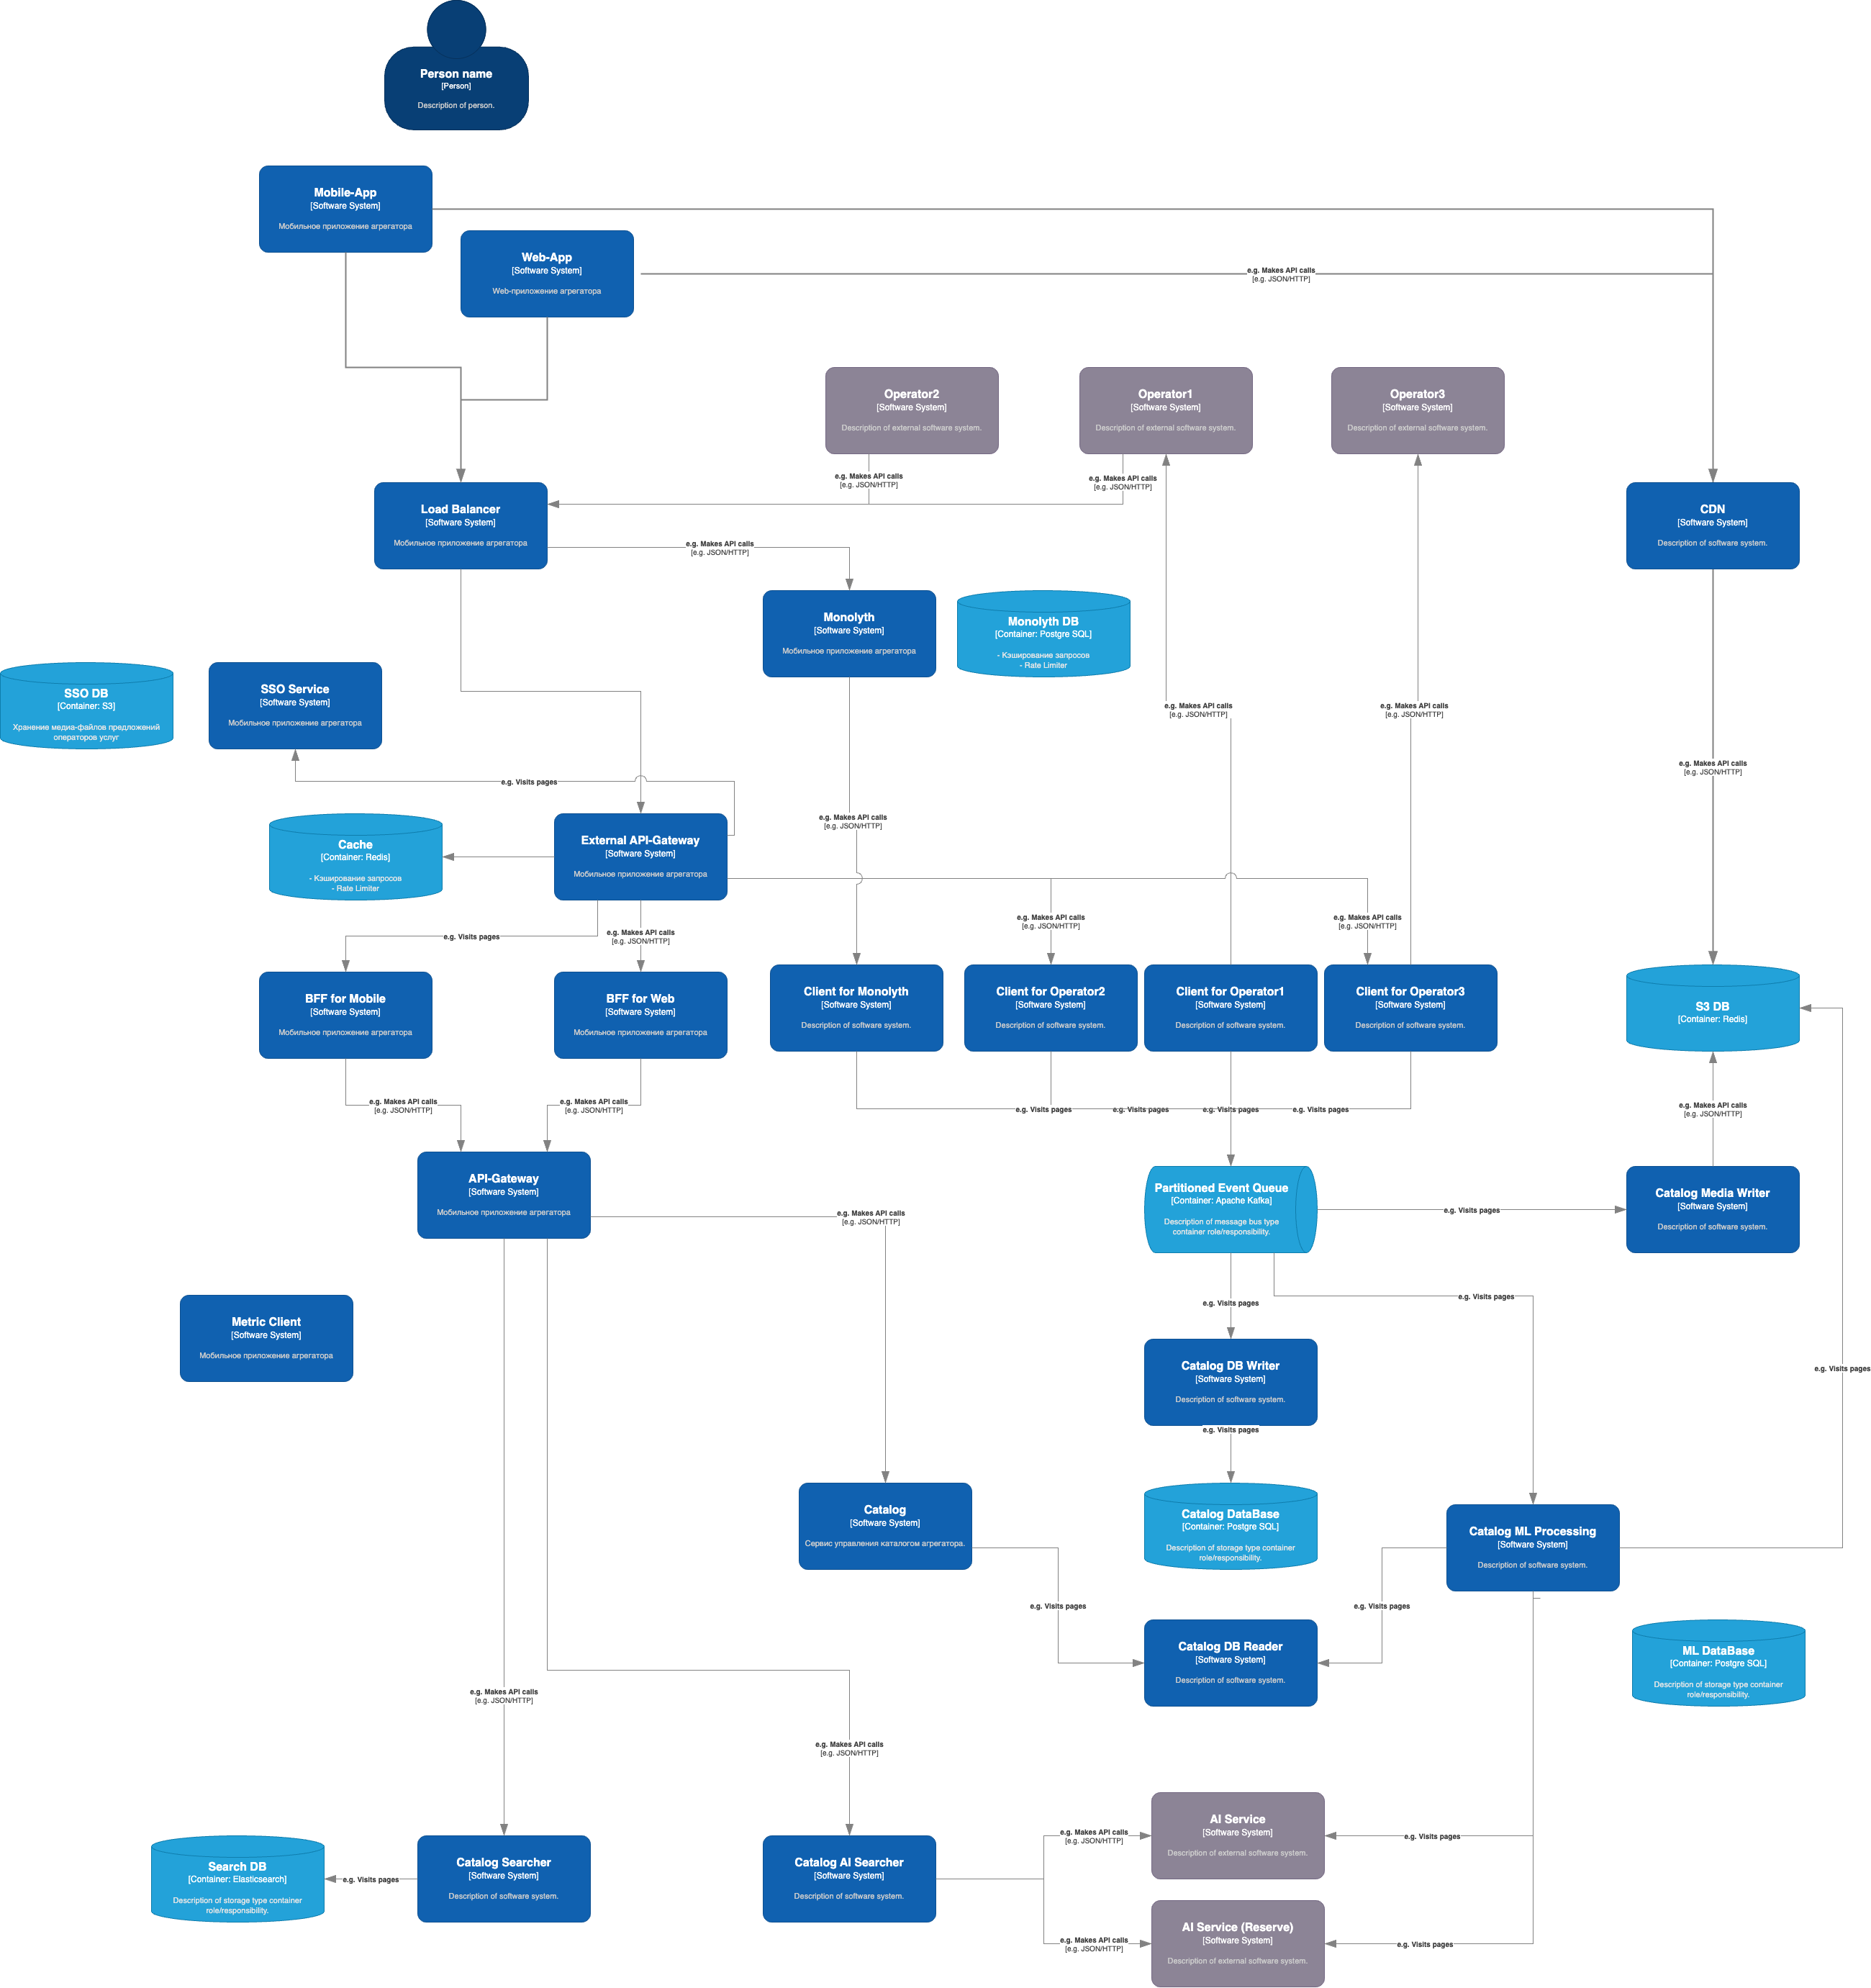 Person name
[Person]
Description of person.
Mobile-App
[Software System]
Мобильное приложение агрегатора
Web-App
[Software System]
Web-приложение агрегатора
e.g. Makes API calls
[e.g. JSON/HTTP]
Operator2
[Software System]
Description of external software system.
Operator1
[Software System]
Description of external software system.
Operator3
[Software System]
Description of external software system.
e.g. Makes API calls
[e.g. JSON/HTTP]
e.g. Makes API calls
[e.g. JSON/HTTP]
Load Balancer
[Software System]
Мобильное приложение агрегатора
CDN
[Software System]
Description of software system.
e.g. Makes API calls
[e.g. JSON/HTTP]
Monolyth
[Software System]
Мобильное приложение агрегатора
Monolyth DB
[Container: Postgre SQL]
- Кэширование запросов
- Rate Limiter
SSO DB
[Container: S3]
Хранение медиа-файлов предложений
операторов услуг
SSO Service
[Software System]
Мобильное приложение агрегатора
e.g. Makes API calls
[e.g. JSON/HTTP]
e.g. Makes API calls
[e.g. JSON/HTTP]
e.g. Makes API calls
[e.g. JSON/HTTP]
e.g. Visits pages
Cache
[Container: Redis]
- Кэширование запросов
- Rate Limiter
External API-Gateway
[Software System]
Мобильное приложение агрегатора
e.g. Makes API calls
[e.g. JSON/HTTP]
e.g. Makes API calls
[e.g. JSON/HTTP]
e.g. Makes API calls
[e.g. JSON/HTTP]
e.g. Visits pages
e.g. Makes API calls
[e.g. JSON/HTTP]
BFF for Mobile
[Software System]
Мобильное приложение агрегатора
BFF for Web
[Software System]
Мобильное приложение агрегатора
Client for Monolyth
[Software System]
Description of software system.
Client for Operator2
[Software System]
Description of software system.
Client for Operator1
[Software System]
Description of software system.
Client for Operator3
[Software System]
Description of software system.
S3 DB
[Container: Redis]
e.g. Makes API calls
[e.g. JSON/HTTP]
e.g. Makes API calls
[e.g. JSON/HTTP]
e.g. Visits pages
e.g. Visits pages
e.g. Visits pages
e.g. Visits pages
e.g. Makes API calls
[e.g. JSON/HTTP]
API-Gateway
[Software System]
Мобильное приложение агрегатора
e.g. Makes API calls
[e.g. JSON/HTTP]
Partitioned Event Queue
[Container: Apache Kafka]
Description of message bus type
container role/responsibility.
e.g. Visits pages
Catalog Media Writer
[Software System]
Description of software system.
Metric Client
[Software System]
Мобильное приложение агрегатора
e.g. Visits pages
e.g. Visits pages
Catalog DB Writer
[Software System]
Description of software system.
e.g. Visits pages
e.g. Visits pages
Catalog
[Software System]
Сервис управления каталогом агрегатора.
Catalog DataBase
[Container: Postgre SQL]
Description of storage type container
role/responsibility.
Catalog ML Processing
[Software System]
Description of software system.
e.g. Visits pages
e.g. Visits pages
Catalog DB Reader
[Software System]
Description of software system.
ML DataBase
[Container: Postgre SQL]
Description of storage type container
role/responsibility.
e.g. Makes API calls
[e.g. JSON/HTTP]
e.g. Makes API calls
[e.g. JSON/HTTP]
AI Service
[Software System]
Description of external software system.
e.g. Makes API calls
[e.g. JSON/HTTP]
e.g. Visits pages
Search DB
[Container: Elasticsearch]
Description of storage type container
role/responsibility.
e.g. Visits pages
Catalog Searcher
[Software System]
Description of software system.
Catalog AI Searcher
[Software System]
Description of software system.
e.g. Makes API calls
[e.g. JSON/HTTP]
AI Service (Reserve)
[Software System]
Description of external software system.
e.g. Visits pages